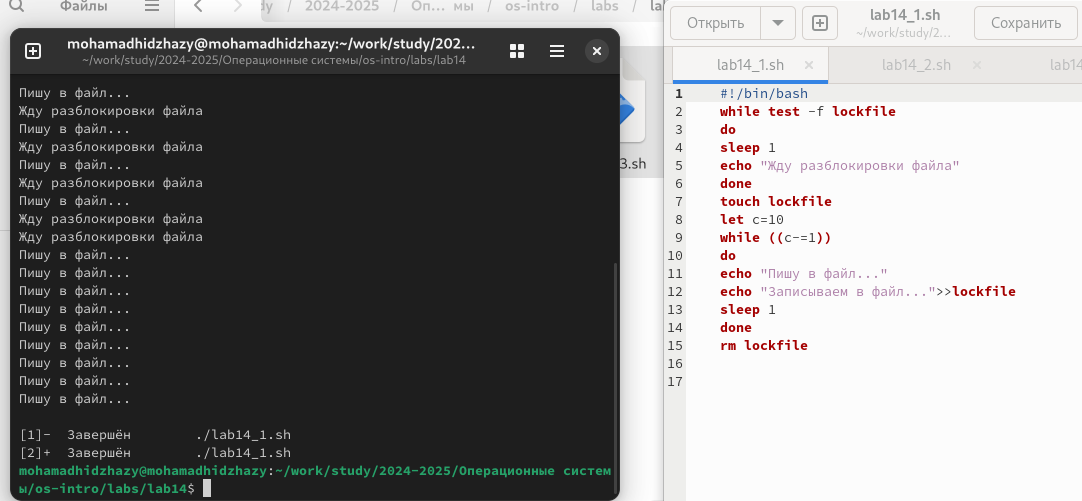 Файлы
dy / 2024-2025 / Оп... мы / os-intro / labs /
mohamadhidzhazy@mohamadhidzhazy:~/work/study/202...
~/work/study/2024-2025/Операционные системы/os-intro/labs/lab14
Пишу в файл...
Жду разблокировки файла
Пишу в файл...
Жду разблокировки файла
Пишу в файл...
Жду разблокировки файла
Пишу в файл...
Жду разблокировки файла
Жду разблокировки файла
Пишу в файл...
Пишу в файл...
Пишу в файл...
Пишу в файл...
Пишу в файл...
Пишу в файл...
Пишу в файл...
Пишу в файл...
Пишу в файл...
[1]-  Завершён        ./lab14_1.sh
[2]+  Завершён        ./lab14_1.sh
mohamadhidzhazy@mohamadhidzhazy:~/work/study/2024-2025/Операционные систем
ы/os-intro/labs/lab14$
3.sh
Открыть
lab14_1.sh
~/work/study/2...
Сохранить
lab14_1.sh × lab14_2.sh × lab14
1 #!/bin/bash
2 while test -f lockfile
3 do
4 sleep 1
5 echo "Жду разблокировки файла"
6 done
7 touch lockfile
8 let c=10
9 while ((c-=1))
10 do
11 echo "Пишу в файл..."
12 echo "Записываем в файл...">>lockfile
13 sleep 1
14 done
15 rm lockfile
16
17